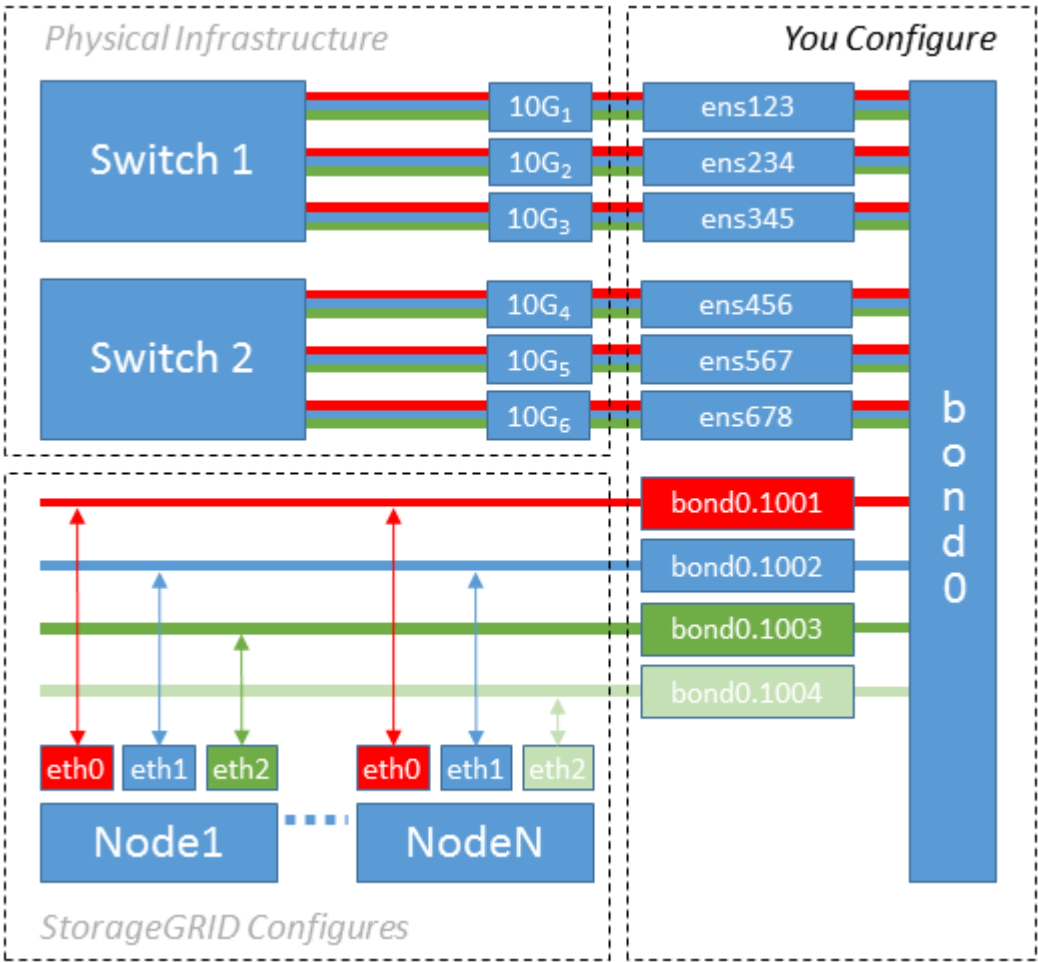 Physical Infrastructure
You Configure
Switch 1
10G1
10G2
10G3
ens123
ens234
ens345
Switch 2
10G4
10G5
10G6
ens456
ens567
ens678
bond0
bond0.1001
bond0.1002
bond0.1003
bond0.1004
eth0 eth1 eth2
eth0 eth1 eth2
Node1
NodeN
StorageGRID Configures